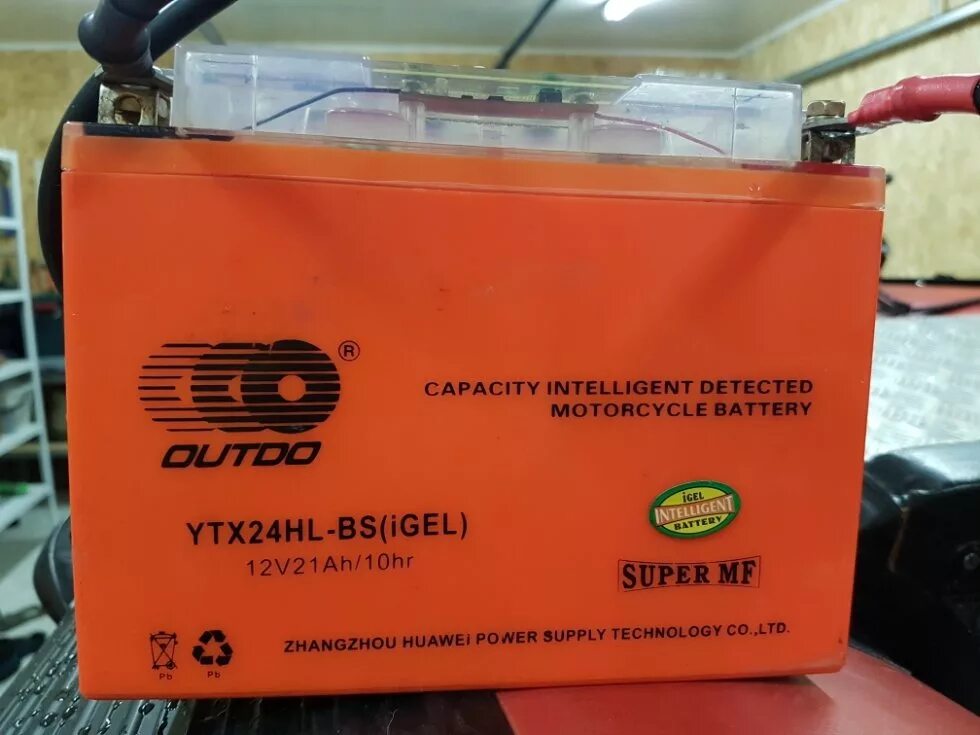 ®
OUTDO
CAPACITY INTELLIGENT DETECTED
MOTORCYCLE BATTERY
YTX24HL-BS(iGEL)
12V21Ah/10hr
iGEL
INTELLIGENT
BATTERY
SUPER MF
Pb
Pb
ZHANGZHOU HUAWEi POWER SUPPLY TECHNOLOGY CO.,LTD.